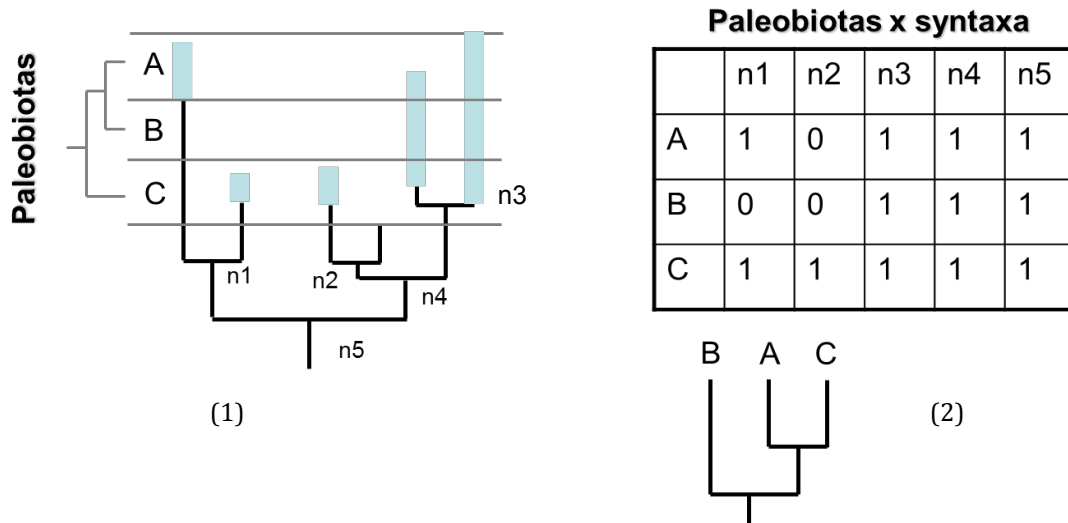 Paleobiotas
A
B
C
n1
n2
n3
n4
n5
(1)
Paleobiotas x syntaxa
n1 n2 n3 n4 n5
A 1 0 1 1 1
B 0 0 1 1 1
C 1 1 1 1 1
B A C
(2)